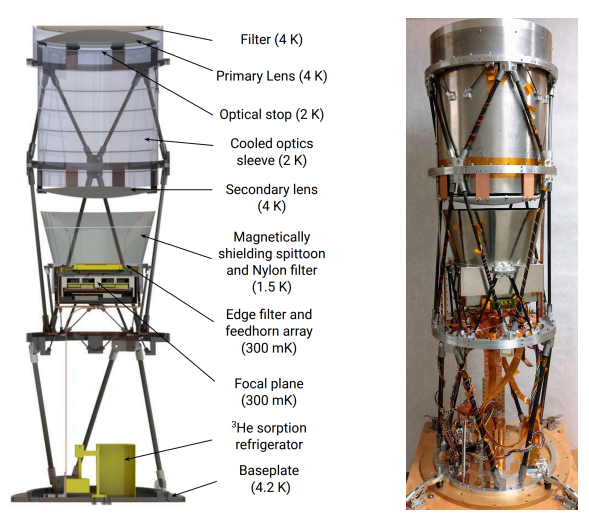 Filter (4 K)
Primary Lens (4 K)
Optical stop (2 K)
Cooled optics
sleeve (2 K)
Secondary lens
(4 K)
Magnetically
shielding spittoon
and Nylon filter
(1.5 K)
Edge filter and
feedhorn array
(300 mK)
Focal plane
(300 mK)
³He sorption
refrigerator
Baseplate
(4.2 K)